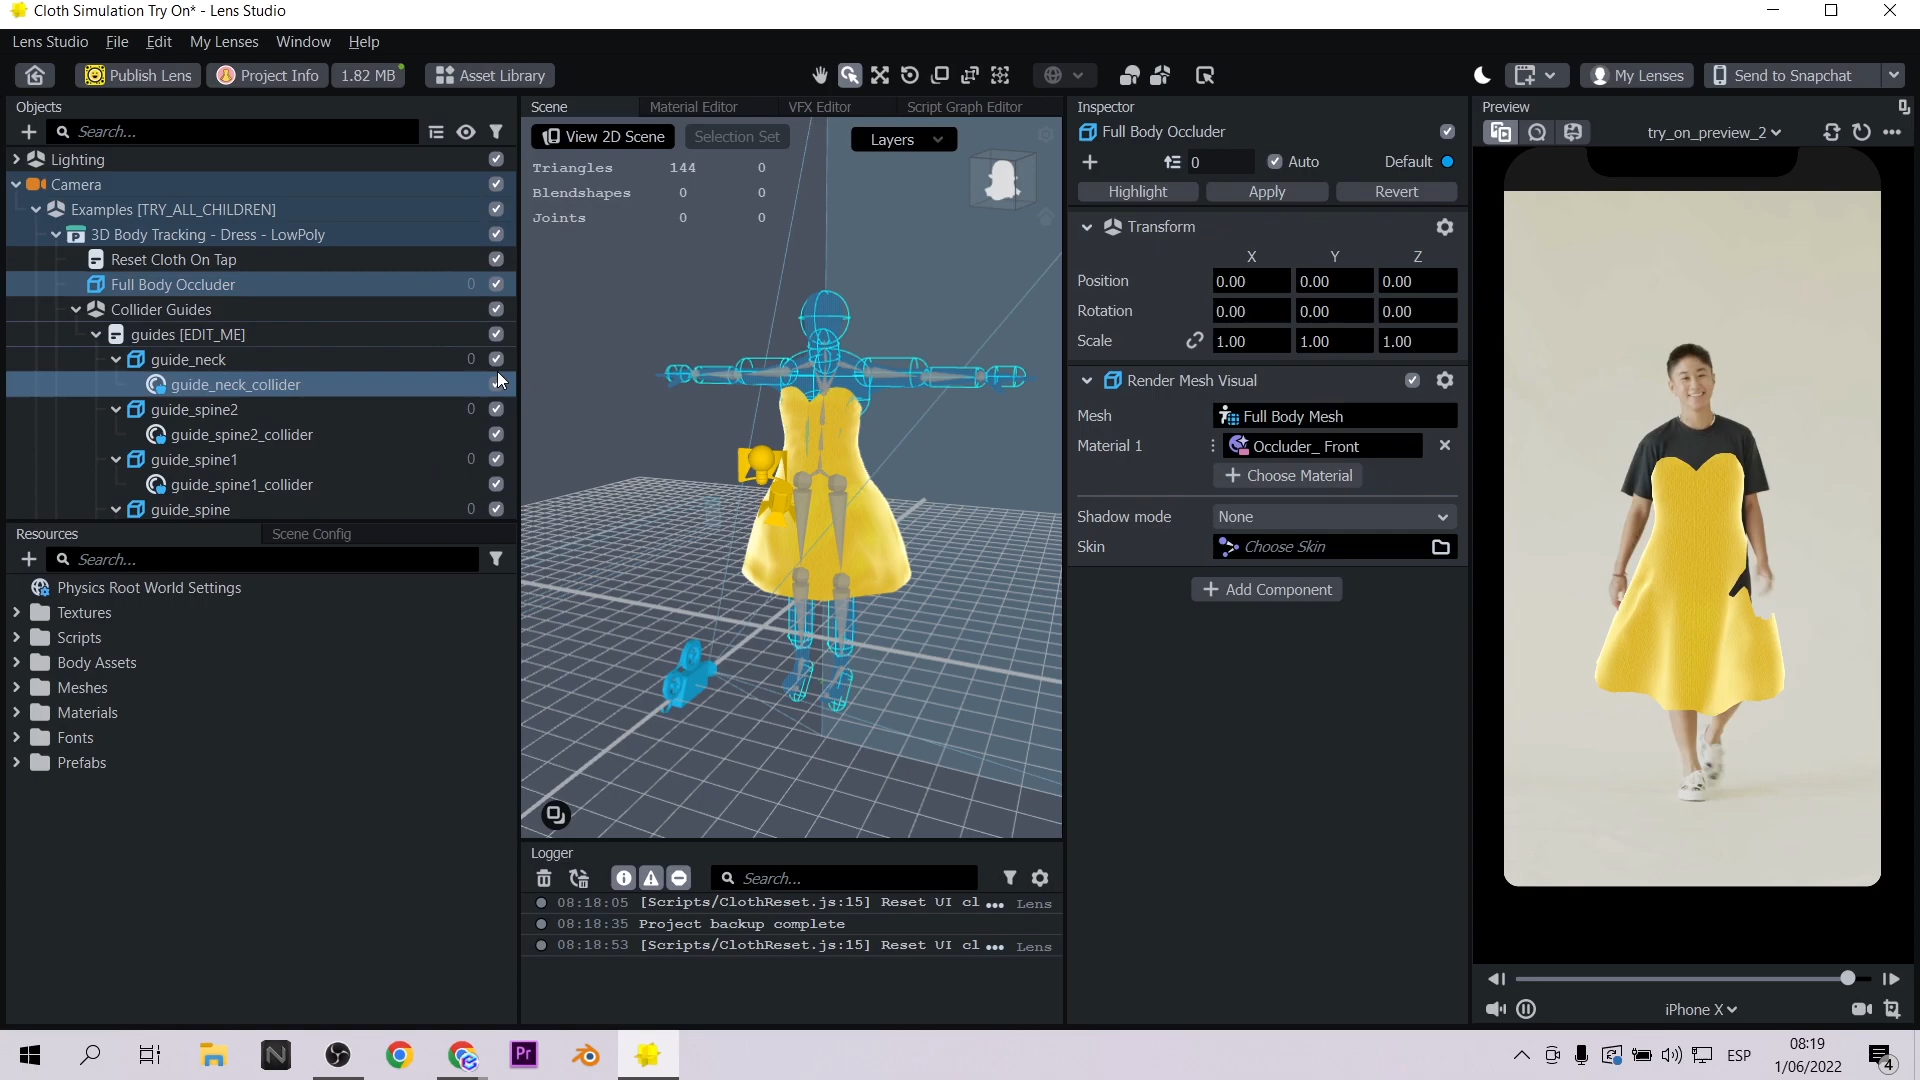 Cloth Simulation Try On* - Lens Studio
Lens Studio File Edit My Lenses Window Help
Publish Lens Project Info 1.82 MB Asset Library My Lenses Send to Snapchat
Objects
Search...
Lighting
Camera
Examples [TRY_ALL_CHILDREN]
3D Body Tracking - Dress - LowPoly
Reset Cloth On Tap
Full Body Occluder 0
Collider Guides
guides [EDIT_ME]
guide_neck 0
guide_neck_collider
guide_spine2 0
guide_spine2_collider
guide_spine1 0
guide_spine1_collider
guide_spine 0
Resources Scene Config
Search...
Physics Root World Settings
Textures
Scripts
Body Assets
Meshes
Materials
Fonts
Prefabs
Scene Material Editor VFX Editor Script Graph Editor
View 2D Scene Selection Set Layers
Triangles 144 0
Blendshapes 0 0
Joints 0 0
Logger
Search...
08:18:05 [Scripts/ClothReset.js:15] Reset UI cl ... Lens
08:18:35 Project backup complete
08:18:53 [Scripts/ClothReset.js:15] Reset UI cl ... Lens
Inspector
Full Body Occluder
0 Auto Default
Highlight Apply Revert
Transform
X Y Z
Position 0.00 0.00 0.00
Rotation 0.00 0.00 0.00
Scale 1.00 1.00 1.00
Render Mesh Visual
Mesh Full Body Mesh
Material 1 Occluder_ Front
+ Choose Material
Shadow mode None
Skin Choose Skin
+ Add Component
Preview
try_on_preview_2
iPhone X
Pr
ESP
08:19
1/06/2022
4